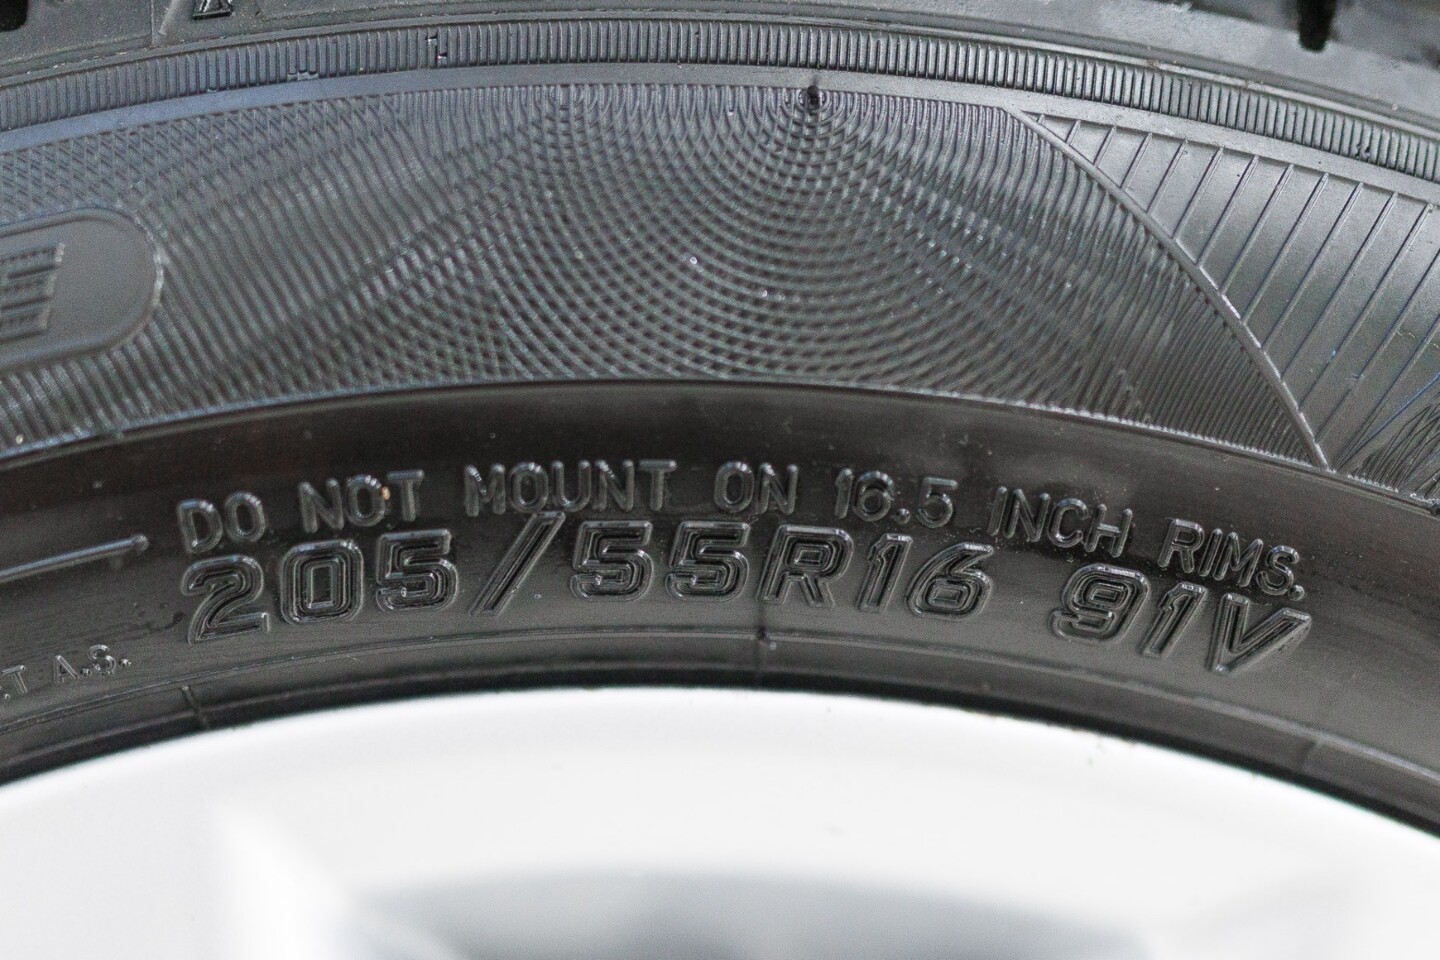 DO NOT MOUNT ON 16.5 INCH RIMS.
205/55R16 91V
A.S.